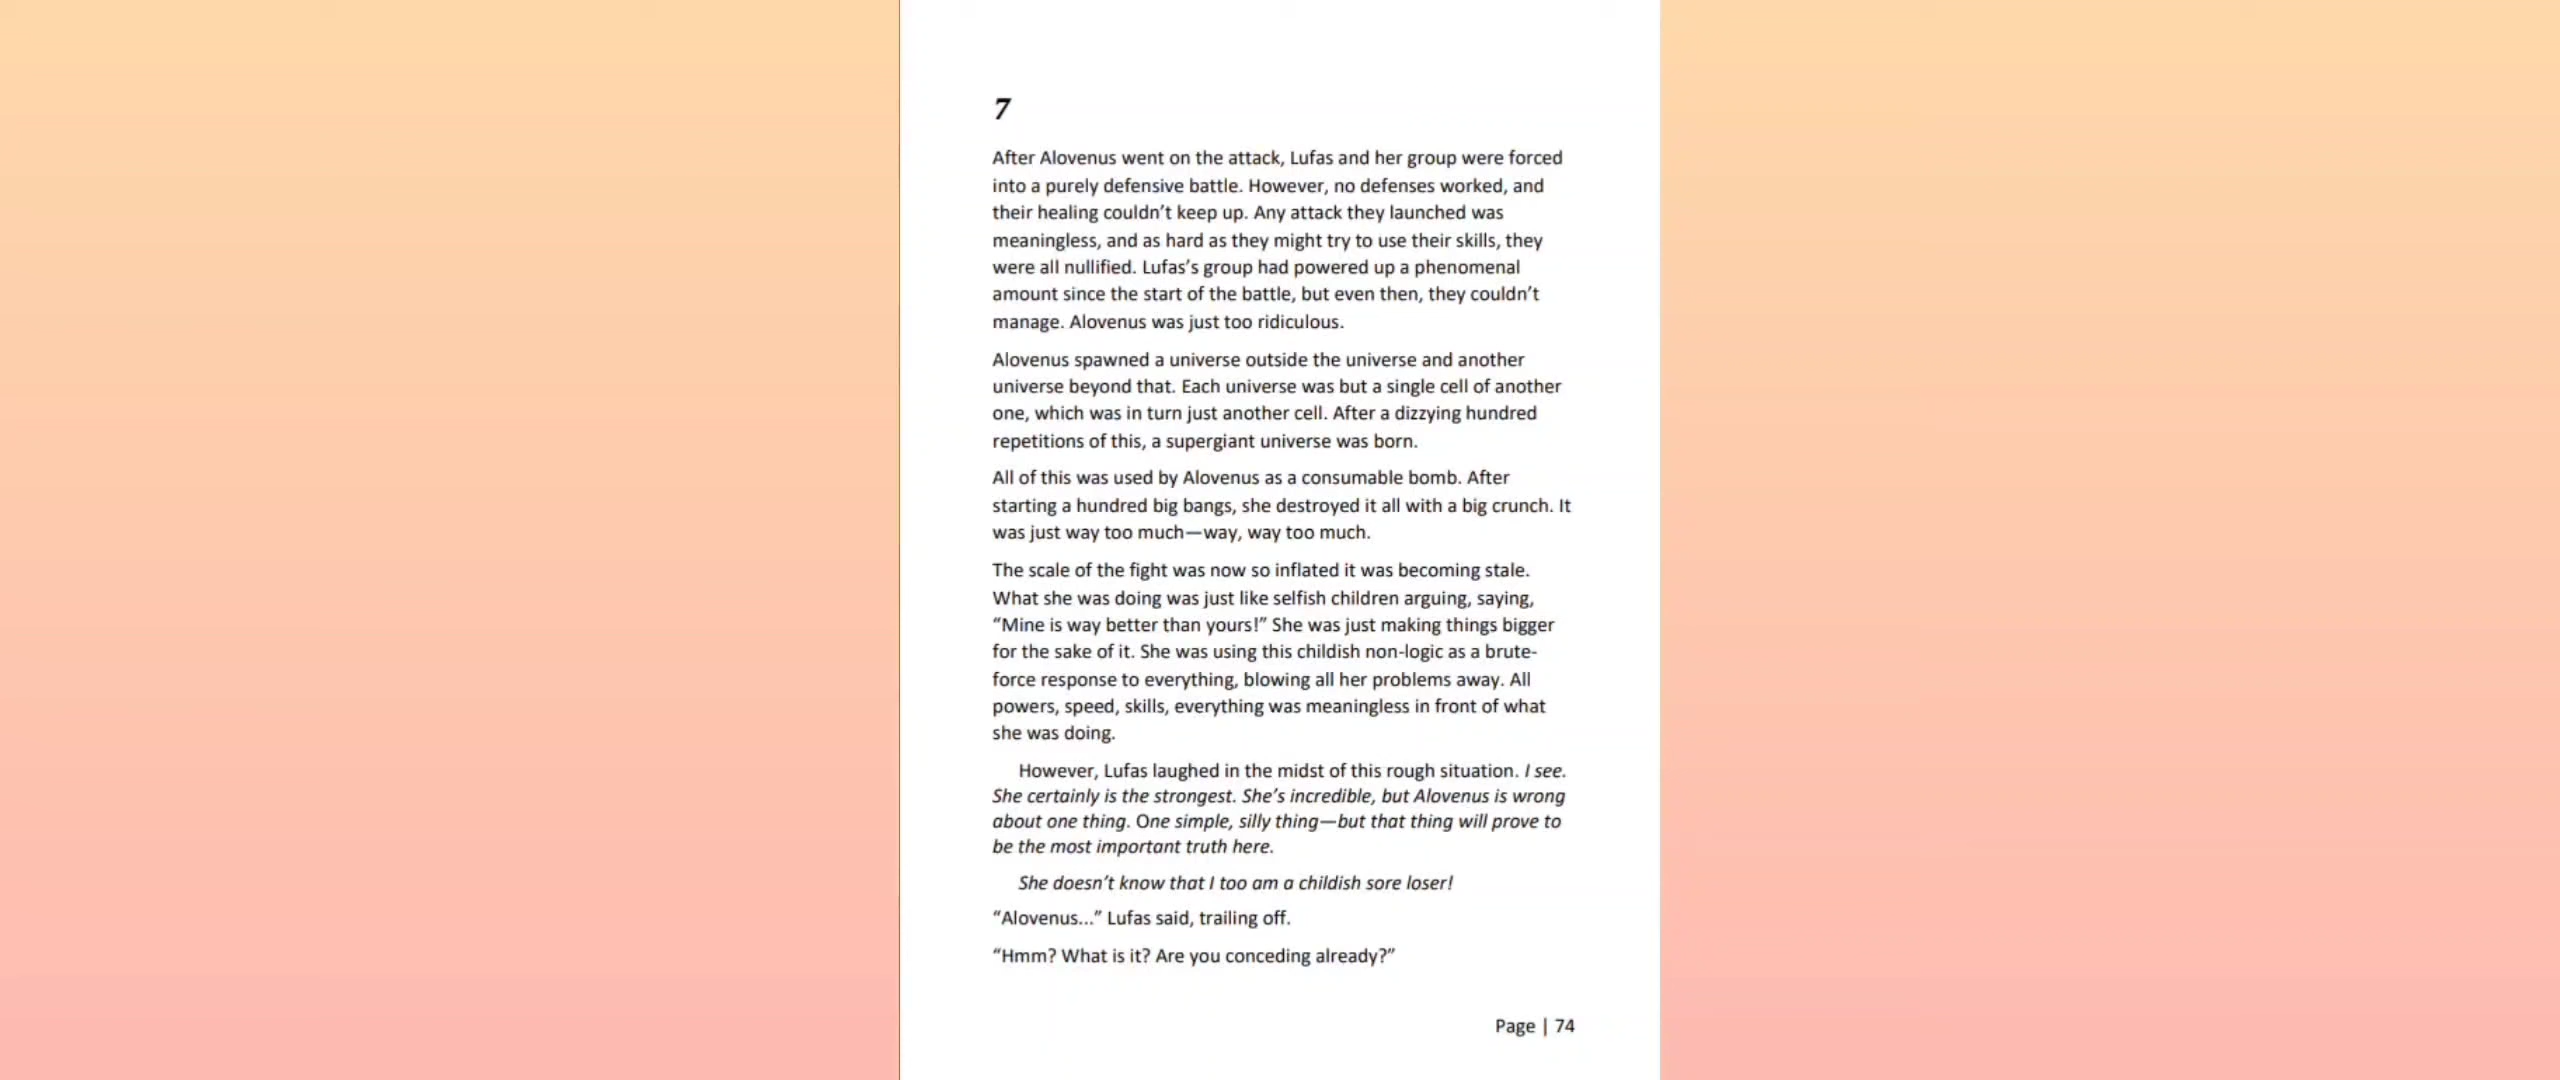 7
After Alovenus went on the attack, Lufas and her group were forced
into a purely defensive battle. However, no defenses worked, and
their healing couldn’t keep up. Any attack they launched was
meaningless, and as hard as they might try to use their skills, they
were all nullified. Lufas’s group had powered up a phenomenal
amount since the start of the battle, but even then, they couldn’t
manage. Alovenus was just too ridiculous.
Alovenus spawned a universe outside the universe and another
universe beyond that. Each universe was but a single cell of another
one, which was in turn just another cell. After a dizzying hundred
repetitions of this, a supergiant universe was born.
All of this was used by Alovenus as a consumable bomb. After
starting a hundred big bangs, she destroyed it all with a big crunch. It
was just way too much—way, way too much.
The scale of the fight was now so inflated it was becoming stale.
What she was doing was just like selfish children arguing, saying,
“Mine is way better than yours!” She was just making things bigger
for the sake of it. She was using this childish non-logic as a brute-
force response to everything, blowing all her problems away. All
powers, speed, skills, everything was meaningless in front of what
she was doing.
However, Lufas laughed in the midst of this rough situation. I see.
She certainly is the strongest. She’s incredible, but Alovenus is wrong
about one thing. One simple, silly thing—but that thing will prove to
be the most important truth here.
She doesn’t know that I too am a childish sore loser!
“Alovenus...” Lufas said, trailing off.
“Hmm? What is it? Are you conceding already?”
Page | 74